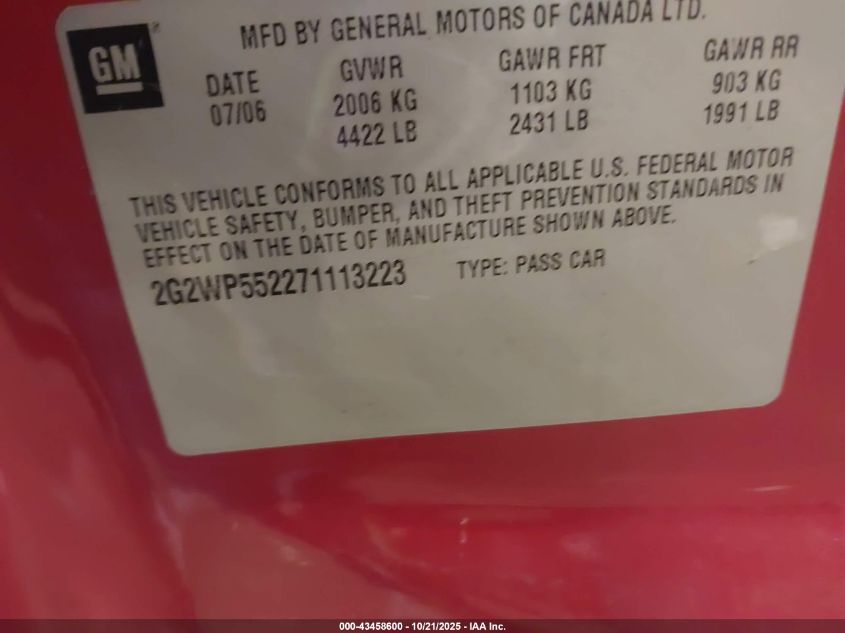 MFD BY GENERAL MOTORS OF CANADA LTD.
GM
DATE GVWR GAWR FRT GAWR RR
07/06 2006 KG 1103 KG 903 KG
4422 LB 2431 LB 1991 LB
THIS VEHICLE CONFORMS TO ALL APPLICABLE U.S. FEDERAL MOTOR
VEHICLE SAFETY, BUMPER, AND THEFT PREVENTION STANDARDS IN
EFFECT ON THE DATE OF MANUFACTURE SHOWN ABOVE.
2G2WP552271113223 TYPE: PASS CAR
000-43458600 - 10/21/2025 - IAA Inc.